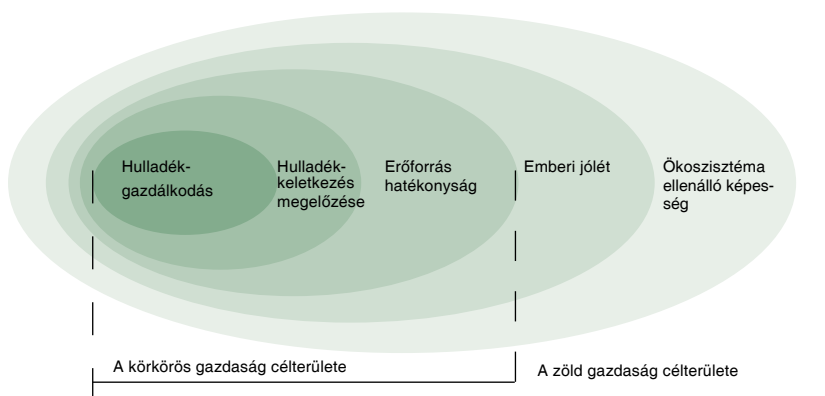 Hulladék-
gazdálkodás
Hulladék-
keletkezés
megelőzése
Erőforrás
hatékonyság
Emberi jólét
Ökoszisztéma
ellenálló képes-
ség
A körkörös gazdaság célterülete
A zöld gazdaság célterülete